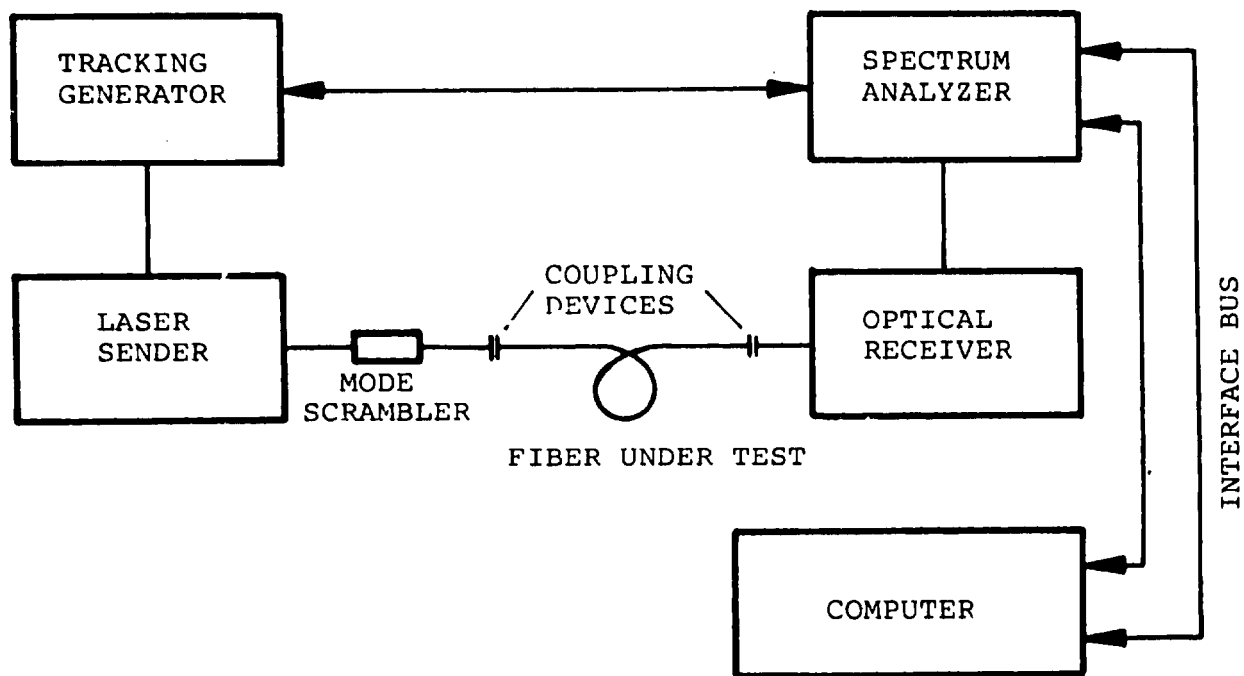 TRACKING
GENERATOR
SPECTRUM
ANALYZER
LASER
SENDER
MODE
SCRAMBLER
COUPLING
DEVICES
FIBER UNDER TEST
OPTICAL
RECEIVER
INTERFACE BUS
COMPUTER